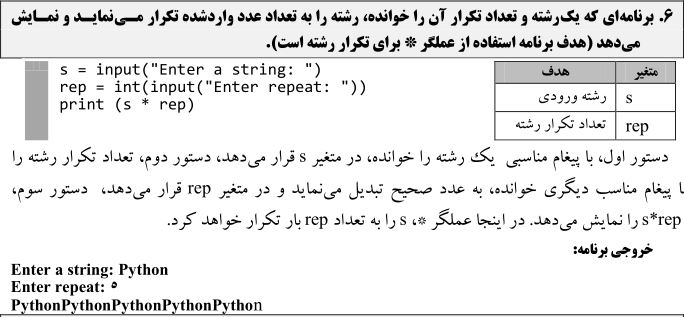 ۶. برنامه‌ای که یک‌رشته و تعداد تکرار آن را خوانده، رشته را به تعداد عدد واردشده تکرار مـــی‌نمایـــد و نمـــایش
می‌دهد (هدف برنامه استفاده از عملگر * برای تکرار رشته است).
s = input("Enter a string: ")
rep = int(input("Enter repeat: "))
print (s * rep)
متغیر هدف
s رشته ورودی
rep تعداد تکرار رشته
دستور اول، با پیغام مناسبی یک رشته را خوانده، در متغیر s قرار می‌دهد، دستور دوم، تعداد تکرار رشته را
با پیغام مناسب دیگری خوانده، به عدد صحیح تبدیل می‌نماید و در متغیر rep قرار می‌دهد، دستور سوم،
s*rep را نمایش می‌دهد. در اینجا عملگر *، s را به تعداد rep بار تکرار خواهد کرد.
خروجی برنامه:
Enter a string: Python
Enter repeat: ۵
PythonPythonPythonPythonPython